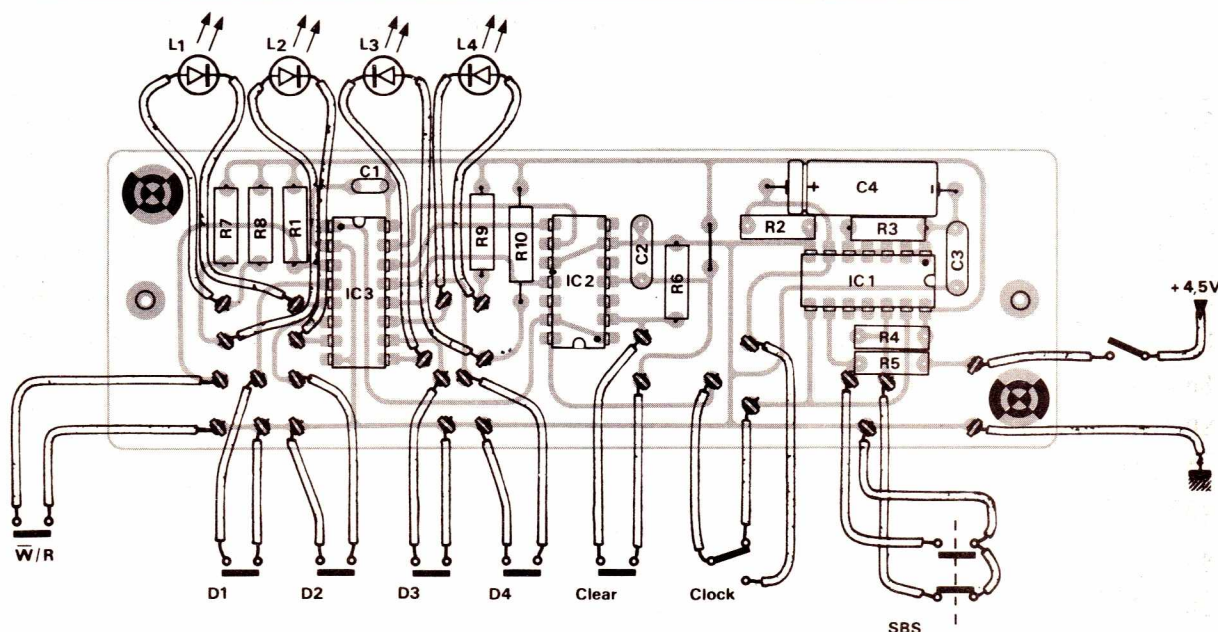 L1
L2
L3
L4
C1
R7
R8
R1
IC3
R9
R10
IC2
C2
R6
+
C4
-
R2
R3
C3
IC1
R4
R5
+ 4,5V
W̅/R
D1
D2
D3
D4
Clear
Clock
SBS